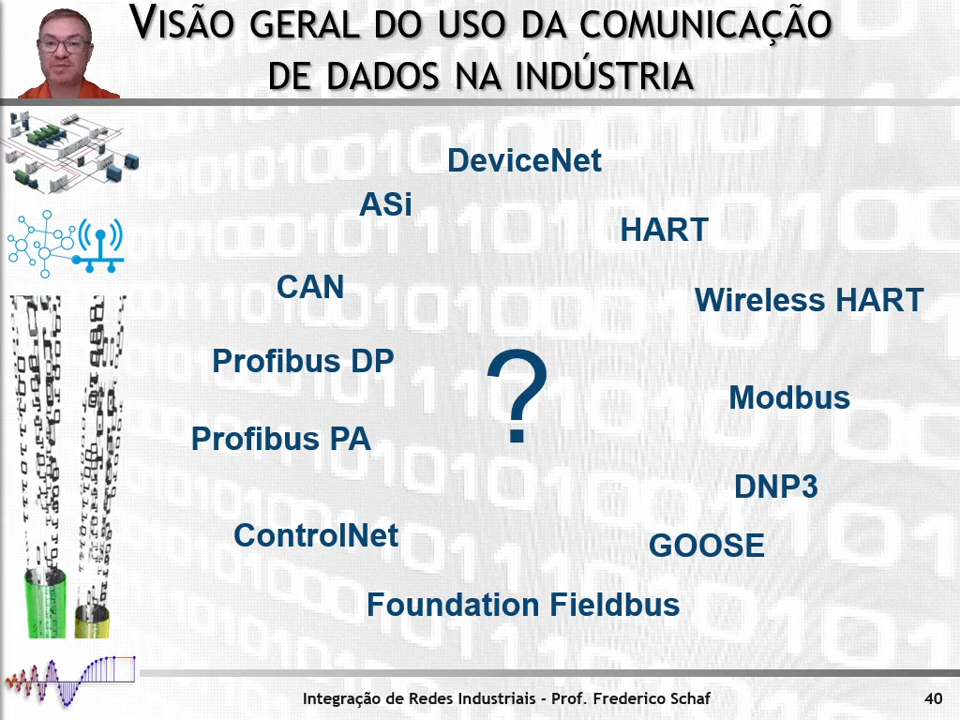 VISÃO GERAL DO USO DA COMUNICAÇÃO
DE DADOS NA INDÚSTRIA
DeviceNet
ASi
HART
CAN
Wireless HART
Profibus DP
?
Modbus
Profibus PA
DNP3
ControlNet
GOOSE
Foundation Fieldbus
Integração de Redes Industriais - Prof. Frederico Schaf
40